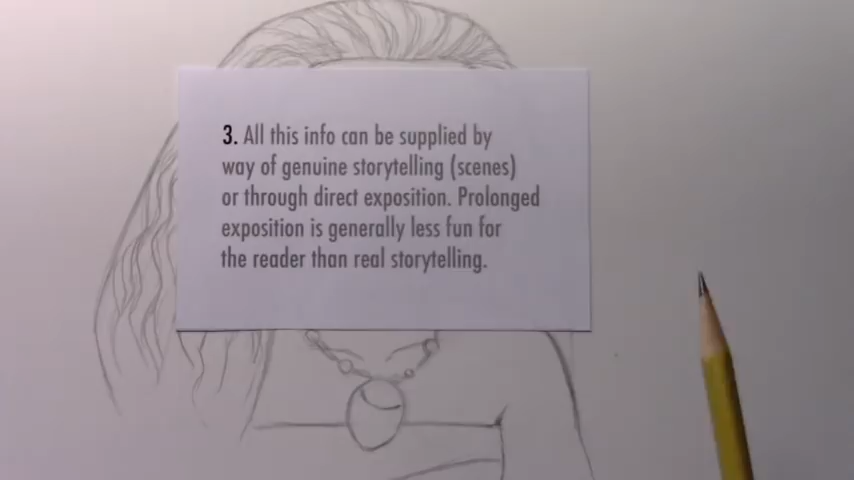 3. All this info can be supplied by
way of genuine storytelling (scenes)
or through direct exposition. Prolonged
exposition is generally less fun for
the reader than real storytelling.